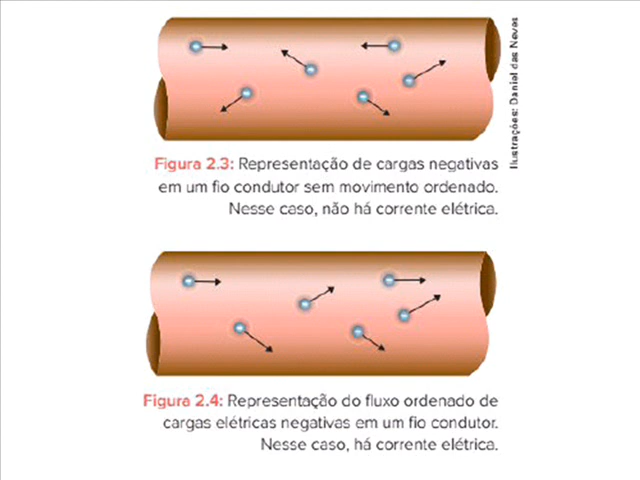 Ilustrações: Daniel das Neves
Figura 2.3: Representação de cargas negativas
em um fio condutor sem movimento ordenado.
Nesse caso, não há corrente elétrica.
Figura 2.4: Representação do fluxo ordenado de
cargas elétricas negativas em um fio condutor.
Nesse caso, há corrente elétrica.